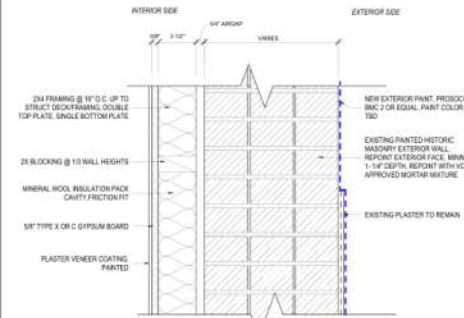 INTERIOR SIDE
EXTERIOR SIDE
3/4" AIRGAP
5/8"
3 1/2"
VARIES
2X4 FRAMING @ 16" O.C. UP TO
STRUCT DECK/FRAMING, DOUBLE
TOP PLATE, SINGLE BOTTOM PLATE
2X BLOCKING @ 1/3 WALL HEIGHTS
MINERAL WOOL INSULATION PACK
CAVITY, FRICTION FIT
5/8" TYPE X OR C GYPSUM BOARD
PLASTER VENEER COATING,
PAINTED
NEW EXTERIOR PAINT, PROSOCO
BMC 2 OR EQUAL. PAINT COLOR
TBD
EXISTING PAINTED HISTORIC
MASONRY EXTERIOR WALL.
REPOINT EXTERIOR FACE,
1- 1/4" DEPTH, REPOINT WITH
APPROVED MORTAR MIXTURE
EXISTING PLASTER TO REMAIN